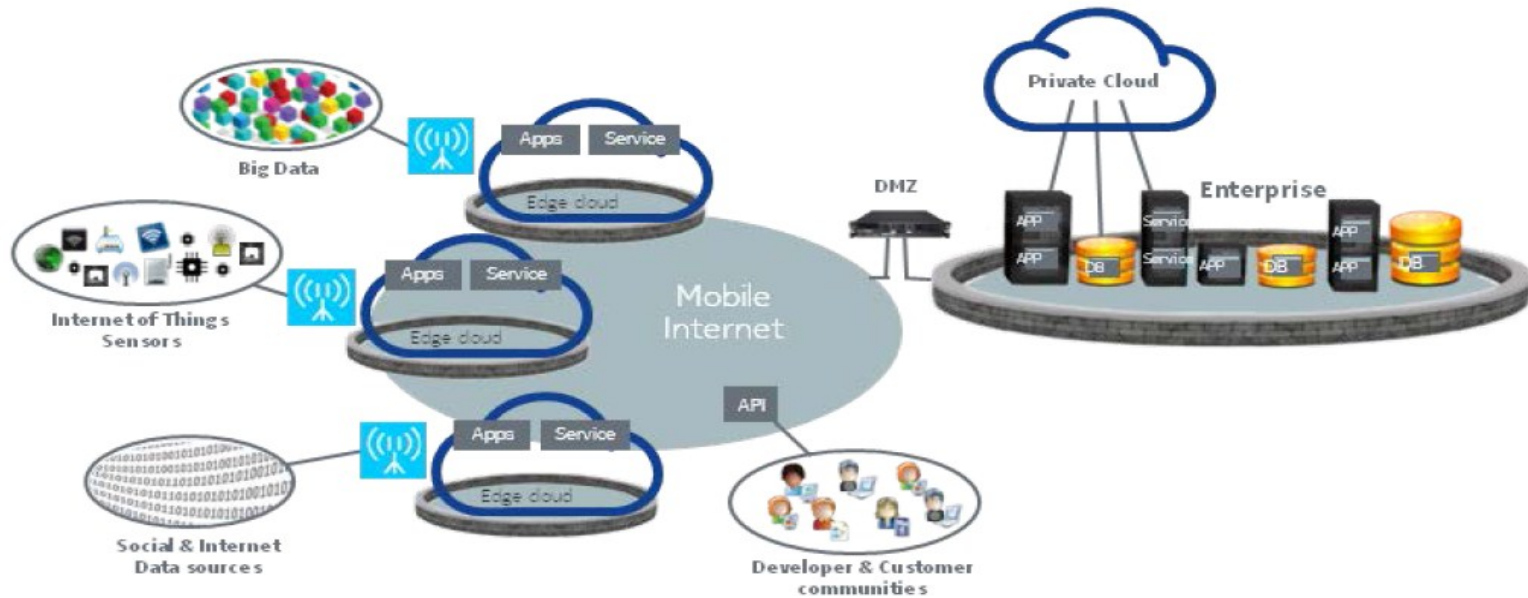 Private Cloud
Apps Service
Big Data
Edge cloud
DMZ
Enterprise
APP
Service
APP
APP
DB
Service
APP
DB
APP
DB
Apps Service
Mobile
Internet
Internet of Things
Sensors
Edge cloud
API
Apps Service
Edge cloud
Social & Internet
Data sources
Developer & Customer
communities